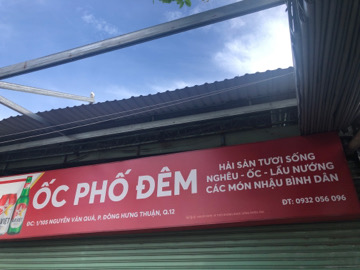 ỐC PHỐ ĐÊM
ĐC: 1/108 NGUYỄN VĂN QUÁ, P. ĐÔNG HƯNG THUẬN, Q.12
HẢI SẢN TƯƠI SỐNG
NGHÊU - ỐC - LẨU NƯỚNG
CÁC MÓN NHẬU BÌNH DÂN
ĐT: 0932 056 096